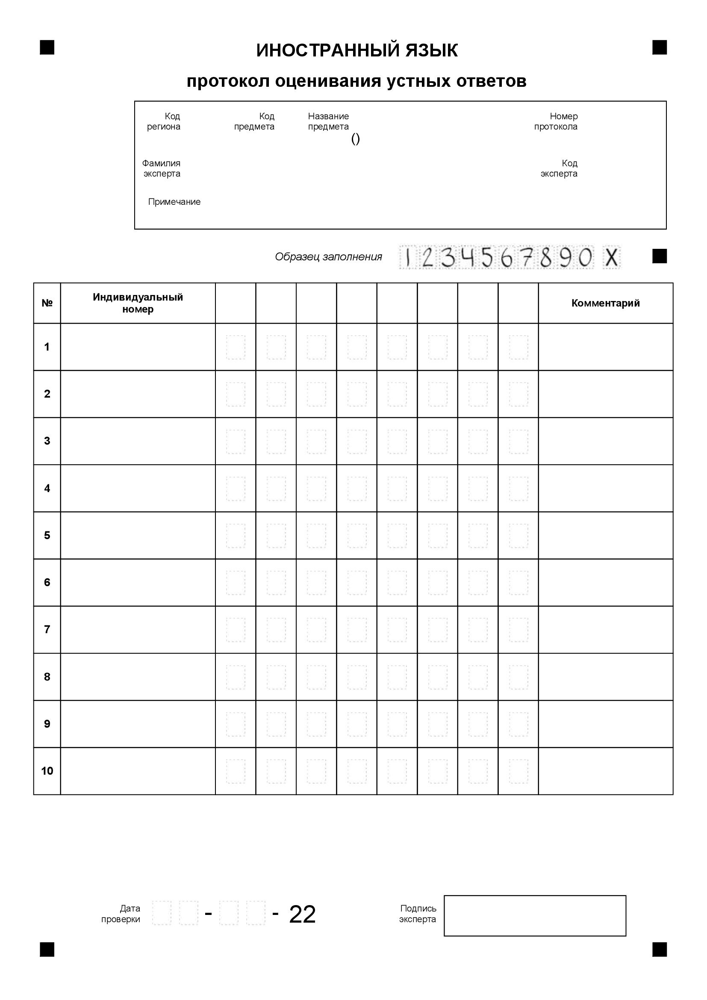 ИНОСТРАННЫЙ ЯЗЫК
протокол оценивания устных ответов
Код региона
Код предмета
Название предмета
()
Номер протокола
Фамилия эксперта
Код эксперта
Примечание
Образец заполнения 1 2 3 4 5 6 7 8 9 0 X
№ Индивидуальный номер Комментарий
1
2
3
4
5
6
7
8
9
10
Дата проверки - - 22
Подпись эксперта